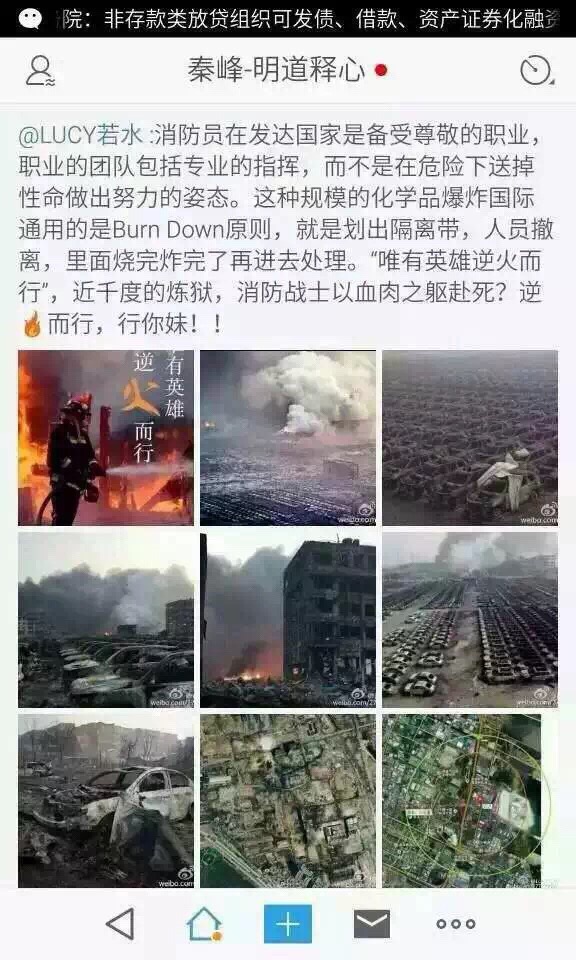 院：非存款类放贷组织可发债、借款、资产证券化融资
秦峰-明道释心
@LUCY若水 :消防员在发达国家是备受尊敬的职业，
职业的团队包括专业的指挥，而不是在危险下送掉
性命做出努力的姿态。这种规模的化学品爆炸国际
通用的是Burn Down原则，就是划出隔离带，人员撤
离，里面烧完炸完了再进去处理。“唯有英雄逆火而
行”，近千度的炼狱，消防战士以血肉之躯赴死？逆
🔥而行，行你妹！！
有英雄
逆火而行
weibo.com
weibo.com
weibo.com/
weibo.com/
weibo.com/
weibo.com